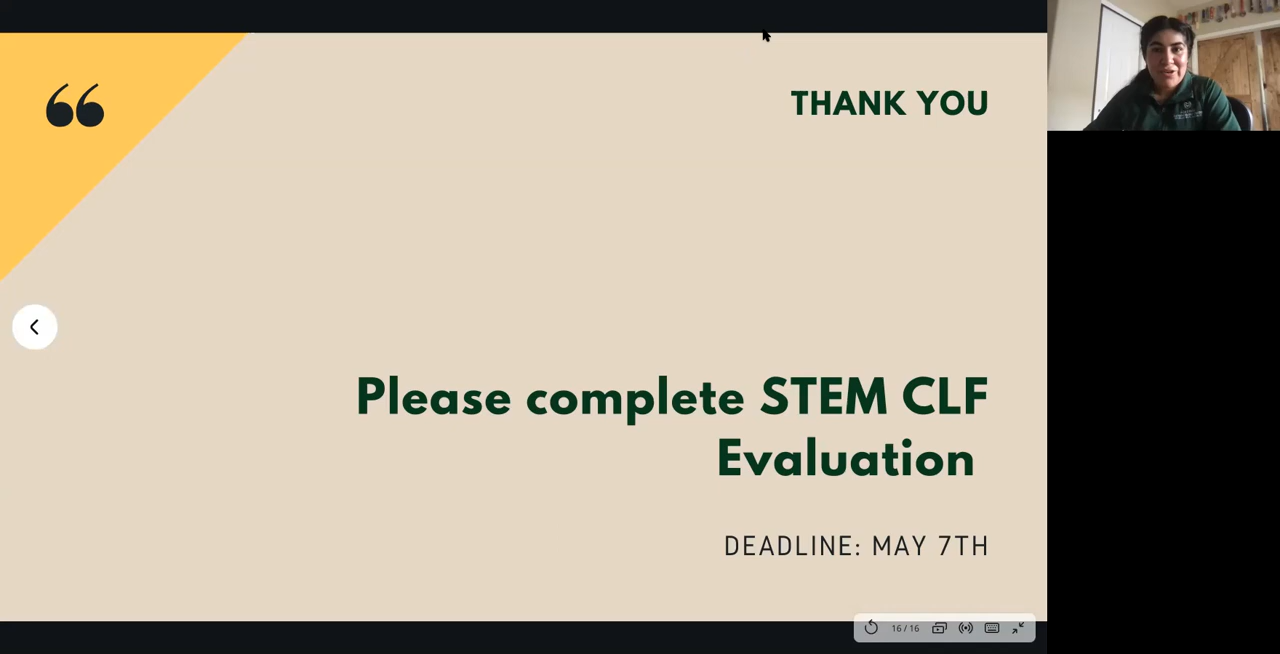 THANK YOU
Please complete STEM CLF
Evaluation
DEADLINE: MAY 7TH
16 / 16